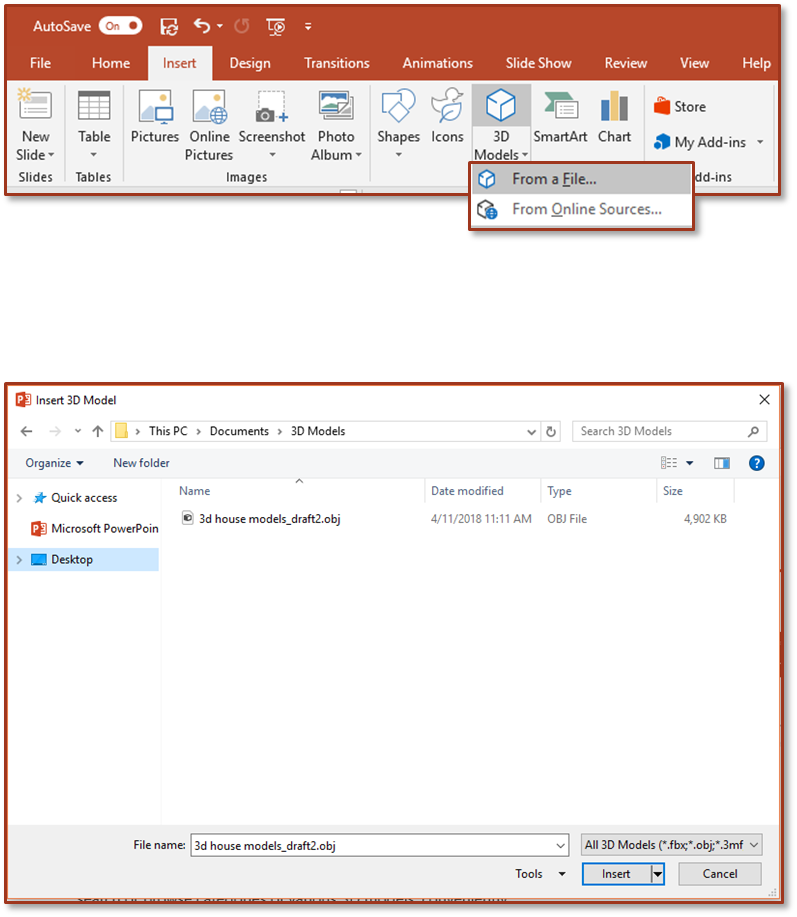 AutoSave On
File Home Insert Design Transitions Animations Slide Show Review View Help
New Slide Table Pictures Online Pictures Screenshot Photo Album Shapes Icons 3D Models SmartArt Chart Store
My Add-ins
Slides Tables Images dd-ins
From a File...
From Online Sources...
Insert 3D Model
This PC > Documents > 3D Models Search 3D Models
Organize New folder
Name Date modified Type Size
Quick access
3d house models_draft2.obj 4/11/2018 11:11 AM OBJ File 4,902 KB
Microsoft PowerPoin
Desktop
File name: 3d house models_draft2.obj All 3D Models (*.fbx;*.obj;*.3mf
Tools Insert Cancel